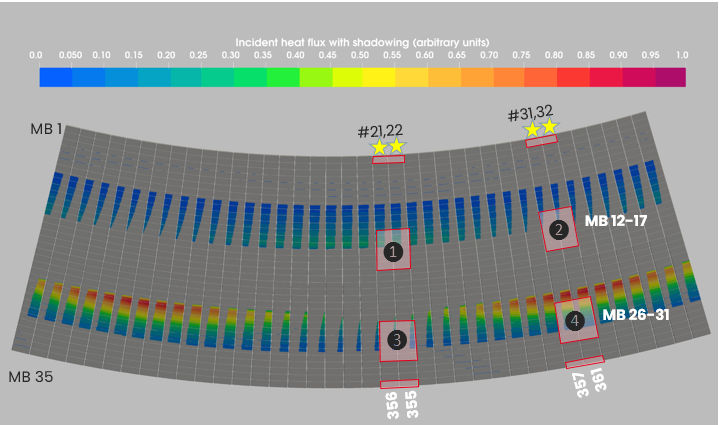 Incident heat flux with shadowing (arbitrary units)
0.0 0.050 0.10 0.15 0.20 0.25 0.30 0.35 0.40 0.45 0.50 0.55 0.60 0.65 0.70 0.75 0.80 0.85 0.90 0.95 1.0
#31,32
MB 1
#21,22
MB 12-17
2
1
MB 26-31
4
3
MB 35
356
355
357
361